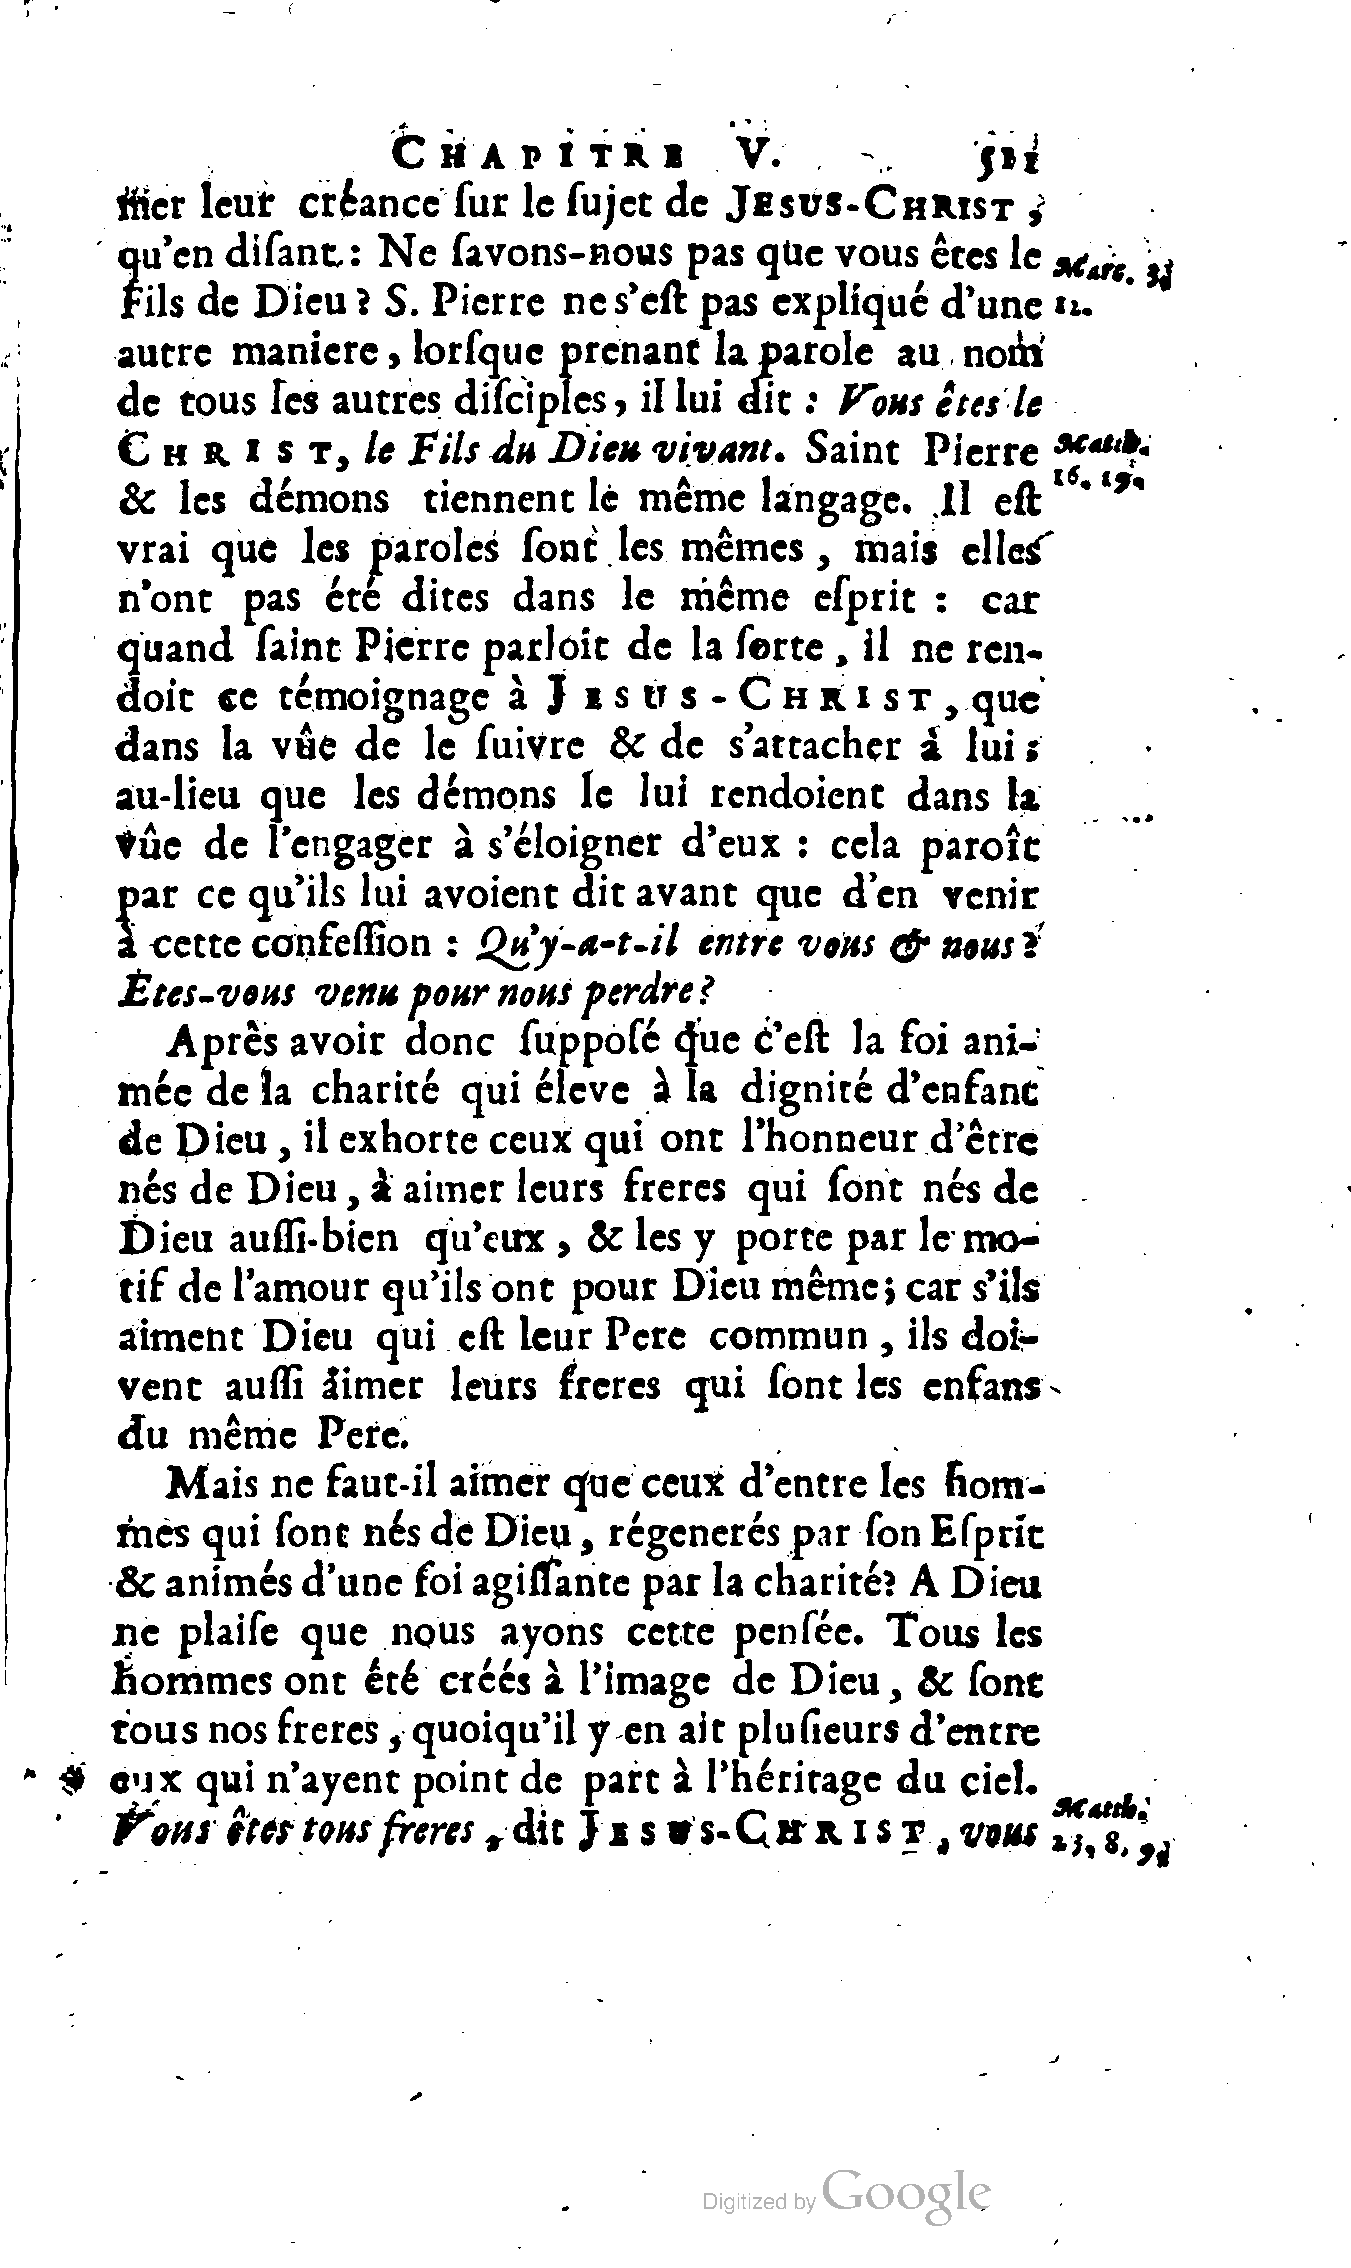 CHAPITRE V. 521
mer leur créance sur le sujet de JESUS-CHRIST,
qu'en disant : Ne savons-nous pas que vous êtes le Marc. 3.
Fils de Dieu ? S. Pierre ne s'est pas expliqué d'une 12.
autre maniere, lorsque prenant la parole au nom
de tous les autres disciples, il lui dit : Vous êtes le
CHRIST, le Fils du Dieu vivant. Saint Pierre Matth.
& les démons tiennent le même langage. Il est 16. 19.
vrai que les paroles sont les mêmes, mais elles
n'ont pas été dites dans le même esprit : car
quand saint Pierre parloit de la sorte, il ne ren-
doit ce témoignage à JESUS-CHRIST, que
dans la vûe de le suivre & de s'attacher à lui ;
au-lieu que les démons le lui rendoient dans la
vûe de l'engager à s'éloigner d'eux : cela paroît
par ce qu'ils lui avoient dit avant que d'en venir
à cette confession : Qu'y-a-t-il entre vous & nous ?
Êtes-vous venu pour nous perdre ?
Après avoir donc supposé que c'est la foi ani-
mée de la charité qui éleve à la dignité d'enfant
de Dieu, il exhorte ceux qui ont l'honneur d'être
nés de Dieu, à aimer leurs freres qui sont nés de
Dieu aussi-bien qu'eux, & les y porte par le mo-
tif de l'amour qu'ils ont pour Dieu même ; car s'ils
aiment Dieu qui est leur Pere commun, ils doi-
vent aussi aimer leurs freres qui sont les enfans
du même Pere.
Mais ne faut-il aimer que ceux d'entre les hom-
mes qui sont nés de Dieu, régenerés par son Esprit
& animés d'une foi agissante par la charité ? A Dieu
ne plaise que nous ayons cette pensée. Tous les
hommes ont été créés à l'image de Dieu, & sont
tous nos freres, quoiqu'il y en ait plusieurs d'entre
eux qui n'ayent point de part à l'héritage du ciel.
Vous êtes tous freres, dit JESUS-CHRIST, vous Matth. 23, 8, 9.
Digitized by Google